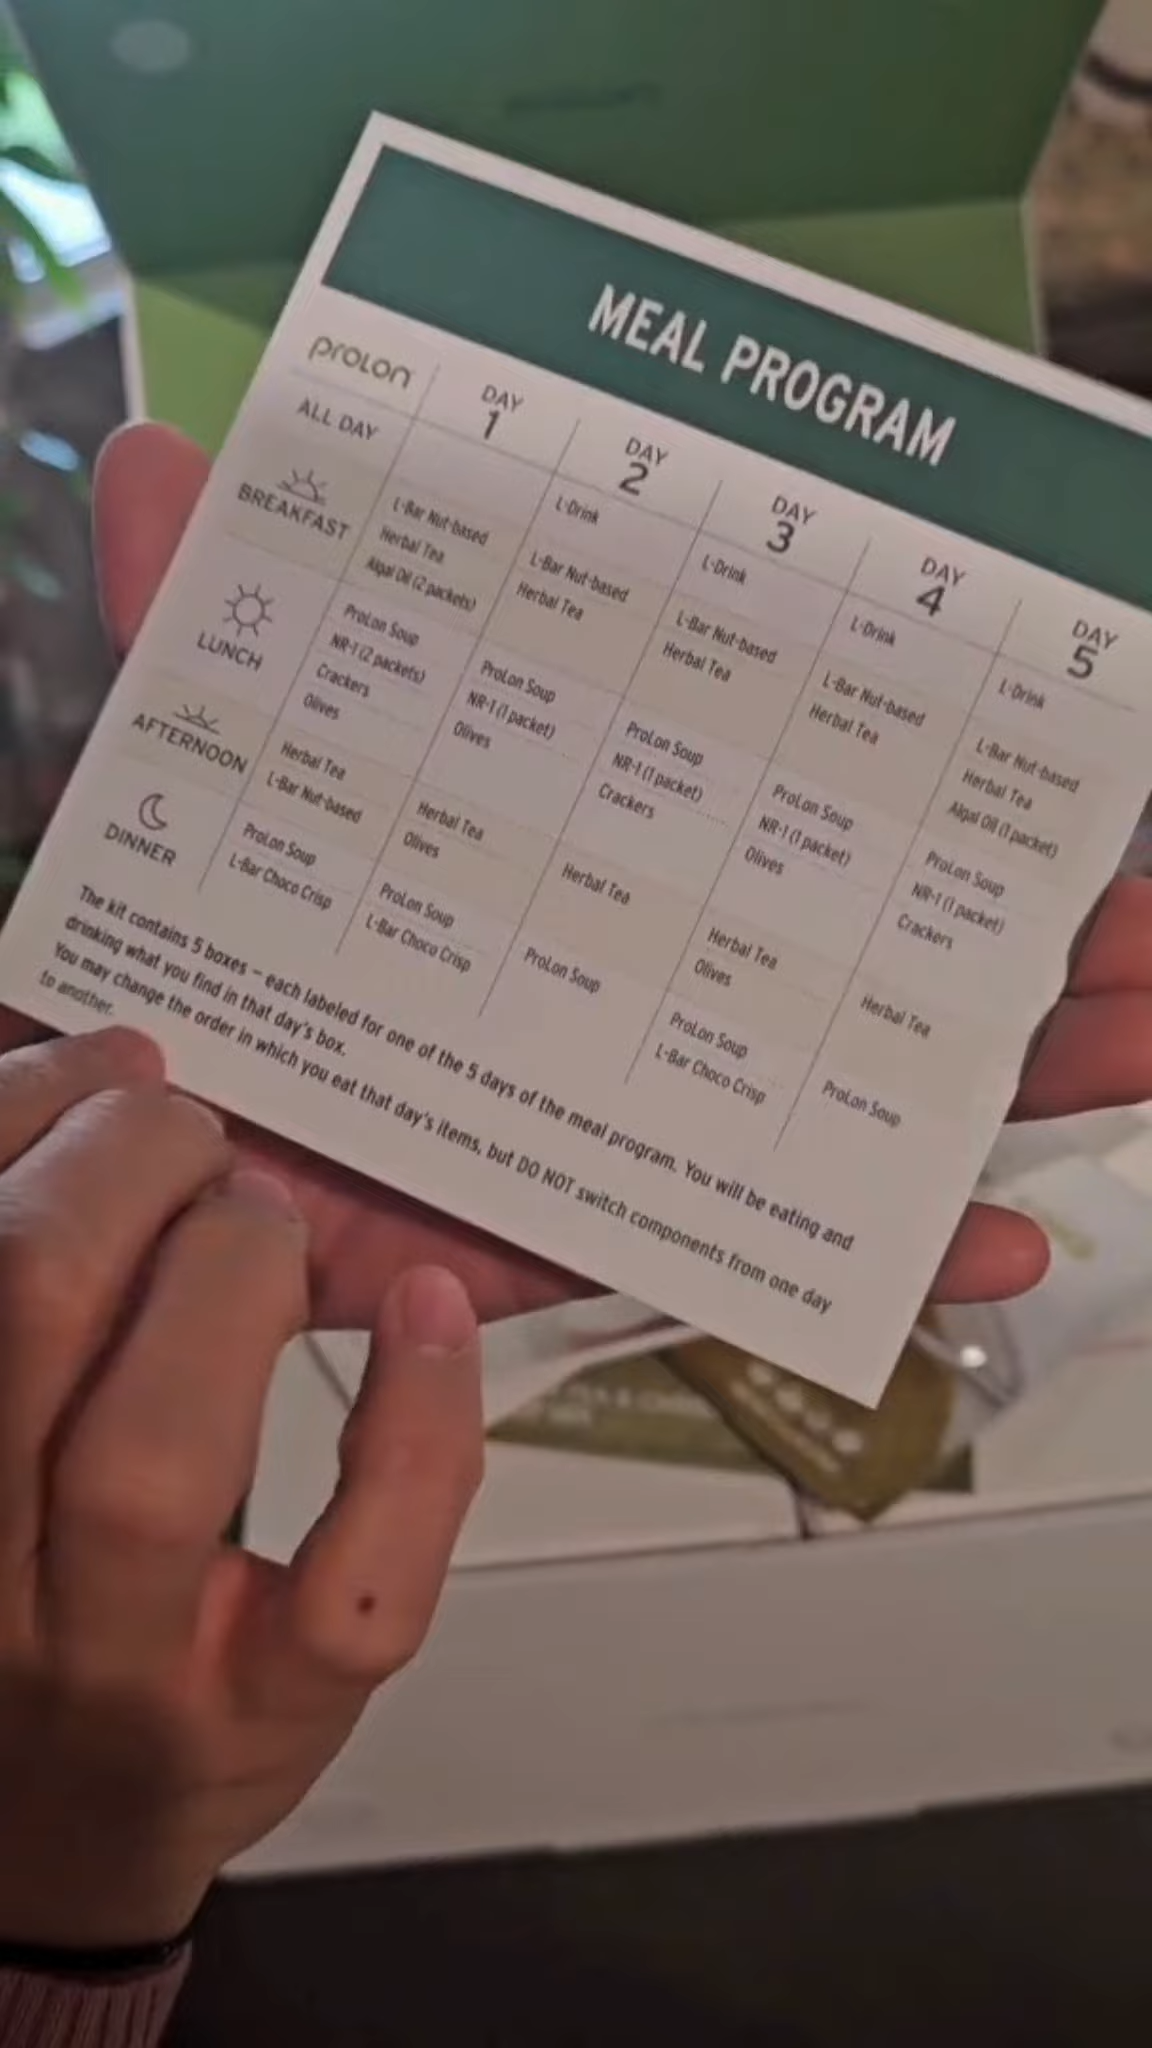 MEAL PROGRAM
PROLON
DAY 1
DAY 2
DAY 3
DAY 4
DAY 5
ALL DAY
L-Drink
L-Drink
L-Drink
L-Drink
BREAKFAST
L-Bar Nut-based
Herbal Tea
Algal Oil (2 packets)
L-Bar Nut-based
Herbal Tea
L-Bar Nut-based
Herbal Tea
L-Bar Nut-based
Herbal Tea
L-Bar Nut-based
Herbal Tea
Algal Oil (1 packet)
LUNCH
ProLon Soup
NR-1 (2 packets)
Crackers
Olives
ProLon Soup
NR-1 (1 packet)
Olives
ProLon Soup
NR-1 (1 packet)
Crackers
ProLon Soup
NR-1 (1 packet)
Olives
ProLon Soup
NR-1 (1 packet)
Crackers
AFTERNOON
Herbal Tea
L-Bar Nut-based
Herbal Tea
Olives
Herbal Tea
Herbal Tea
Olives
Herbal Tea
DINNER
ProLon Soup
L-Bar Choco Crisp
ProLon Soup
L-Bar Choco Crisp
ProLon Soup
ProLon Soup
L-Bar Choco Crisp
ProLon Soup
The kit contains 5 boxes – each labeled for one of the 5 days of the meal program. You will be eating and
drinking what you find in that day's box.
You may change the order in which you eat that day's items, but DO NOT switch components from one day
to another.